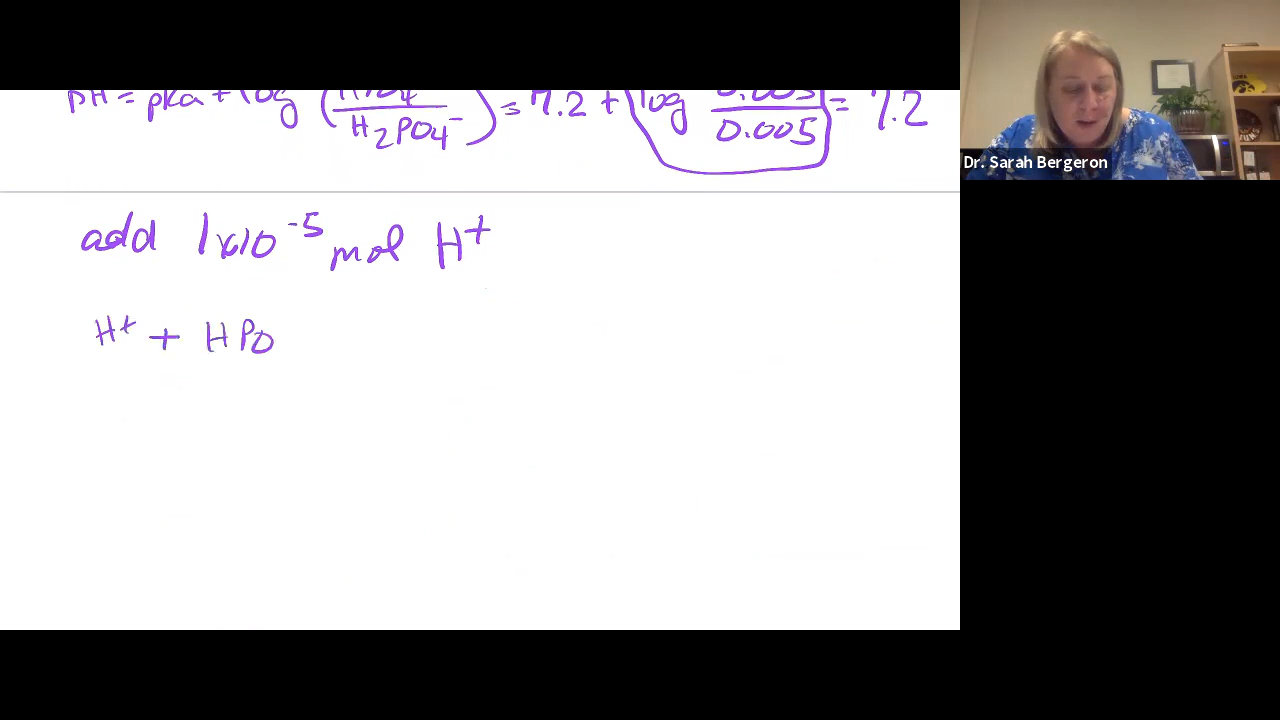 pH = pKa + log (HPO4 / H2PO4⁻) = 7.2 + log 0.005 / 0.005 = 7.2
Dr. Sarah Bergeron
add 1x10⁻⁵ mol H⁺
H⁺ + HPO
IOWA